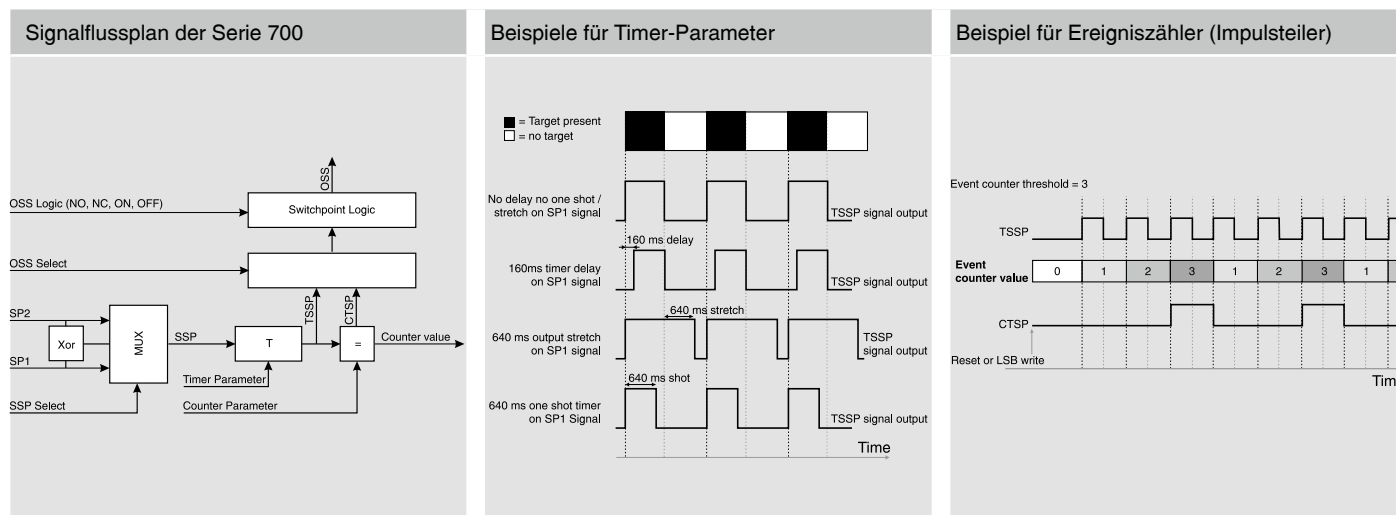 Signalflussplan der Serie 700
OSS
OSS Logic (NO, NC, ON, OFF)
Switchpoint Logic
OSS Select
TSSP
CTSP
SP2
Xor
MUX
SSP
T
=
Counter value
SP1
Timer Parameter
SSP Select
Counter Parameter
Beispiele für Timer-Parameter
= Target present
= no target
No delay no one shot /
stretch on SP1 signal
TSSP signal output
160 ms delay
160ms timer delay
on SP1 signal
TSSP signal output
640 ms stretch
640 ms output stretch
on SP1 signal
TSSP
signal output
640 ms shot
640 ms one shot timer
on SP1 Signal
TSSP signal output
Time
Beispiel für Ereigniszähler (Impulsteiler)
Event counter threshold = 3
TSSP
Event
counter value
0 1 2 3 1 2 3 1
CTSP
Reset or LSB write
Tim